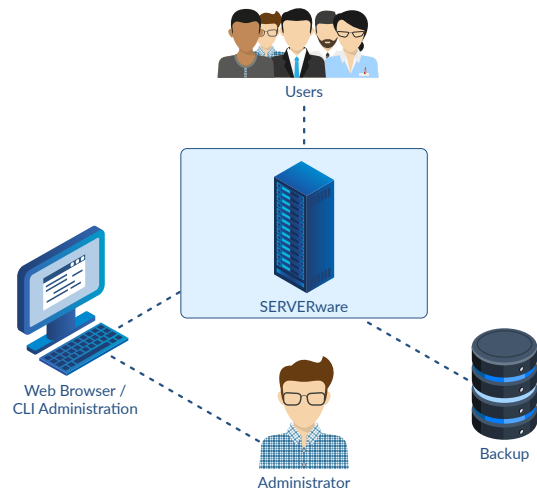 Users
SERVERware
Web Browser /
CLI Administration
Backup
Administrator